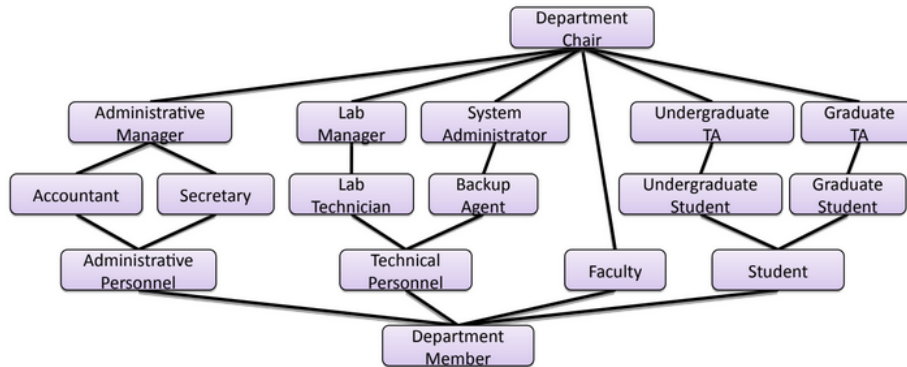 Department
Chair
Administrative
Manager
Lab
Manager
System
Administrator
Undergraduate
TA
Graduate
TA
Accountant
Secretary
Lab
Technician
Backup
Agent
Undergraduate
Student
Graduate
Student
Administrative
Personnel
Technical
Personnel
Faculty
Student
Department
Member